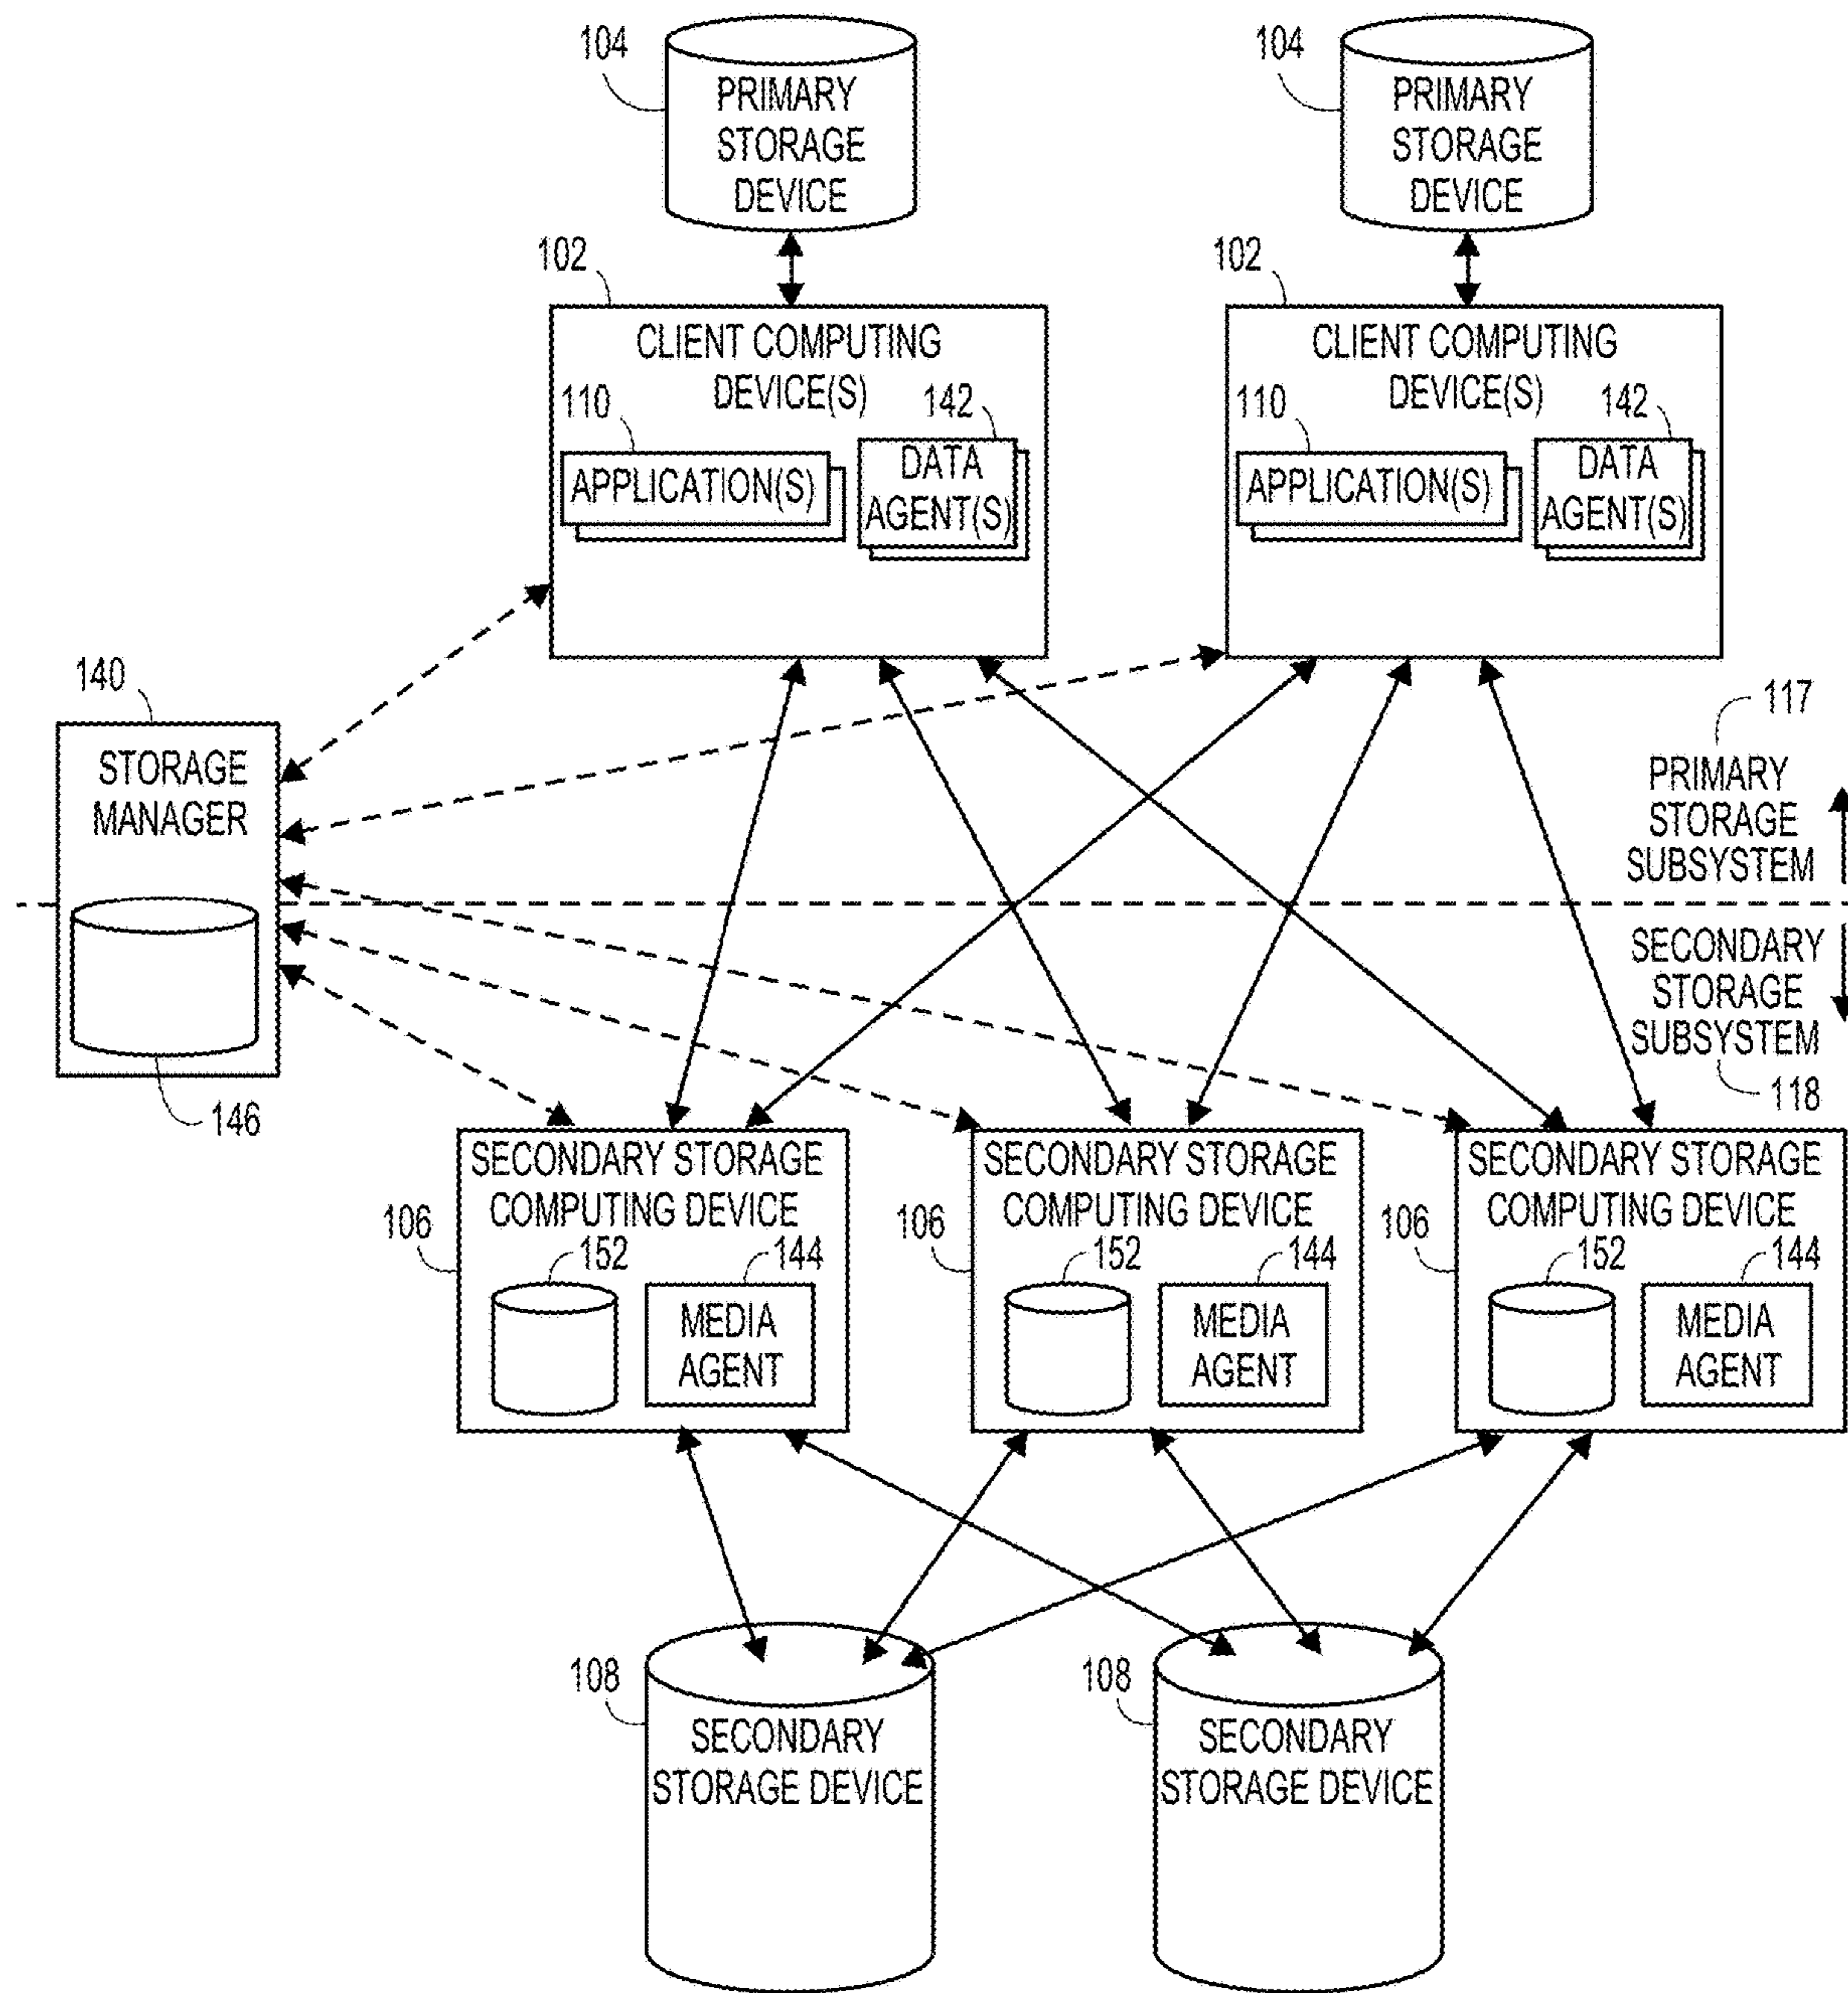 104
PRIMARY
STORAGE
DEVICE
104
PRIMARY
STORAGE
DEVICE
102
CLIENT COMPUTING
DEVICE(S)
110
142
APPLICATION(S)
DATA
AGENT(S)
102
CLIENT COMPUTING
DEVICE(S)
110
142
APPLICATION(S)
DATA
AGENT(S)
140
STORAGE
MANAGER
146
117
PRIMARY
STORAGE
SUBSYSTEM
SECONDARY
STORAGE
SUBSYSTEM
118
SECONDARY STORAGE
COMPUTING DEVICE
106
152
144
MEDIA
AGENT
SECONDARY STORAGE
COMPUTING DEVICE
106
152
144
MEDIA
AGENT
SECONDARY STORAGE
COMPUTING DEVICE
106
152
144
MEDIA
AGENT
108
SECONDARY
STORAGE DEVICE
108
SECONDARY
STORAGE DEVICE